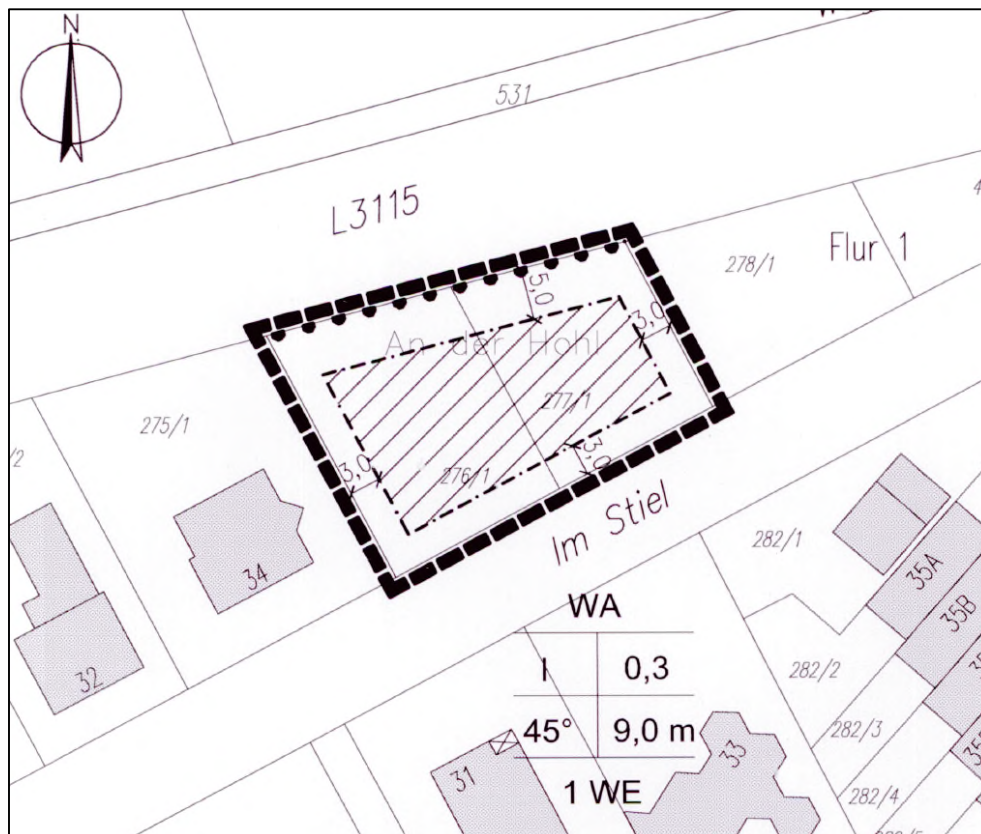 N
531
L3115
Flur 1
278/1
5,0
3,0
An der Hohl
277/1
275/1
3,0
276/1
3,0
Im Stiel
34
32
282/1
35A
35B
WA
I 0,3
45° 9,0 m
1 WE
31
33
282/2
282/3
282/4